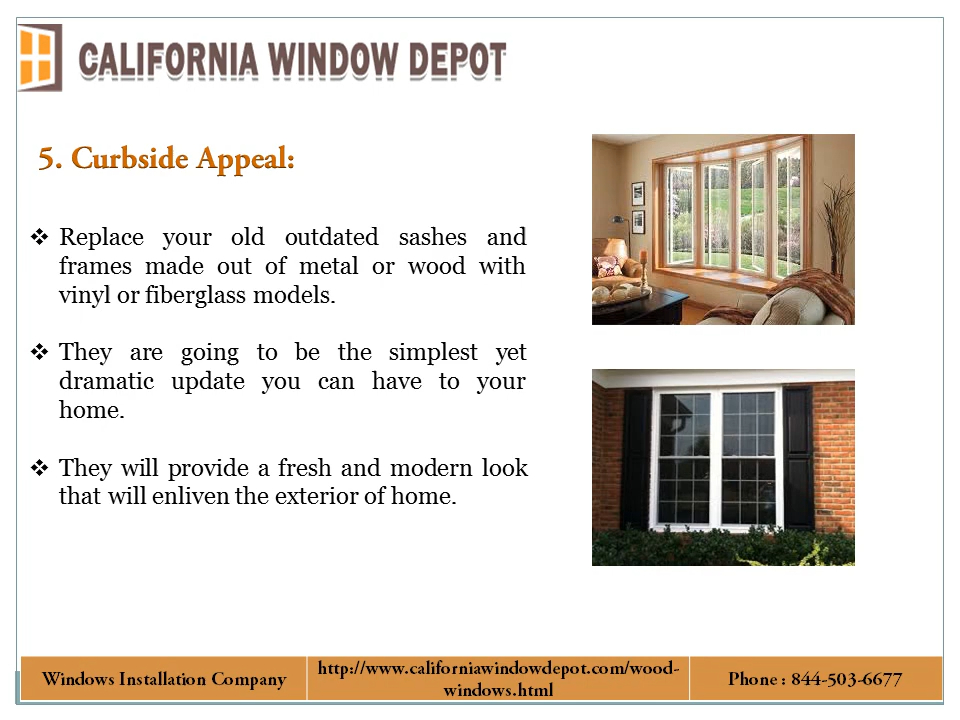 CALIFORNIA WINDOW DEPOT
5. Curbside Appeal:
❖ Replace your old outdated sashes and
frames made out of metal or wood with
vinyl or fiberglass models.
❖ They are going to be the simplest yet
dramatic update you can have to your
home.
❖ They will provide a fresh and modern look
that will enliven the exterior of home.
Windows Installation Company
http://www.californiawindowdepot.com/wood-
windows.html
Phone : 844-503-6677